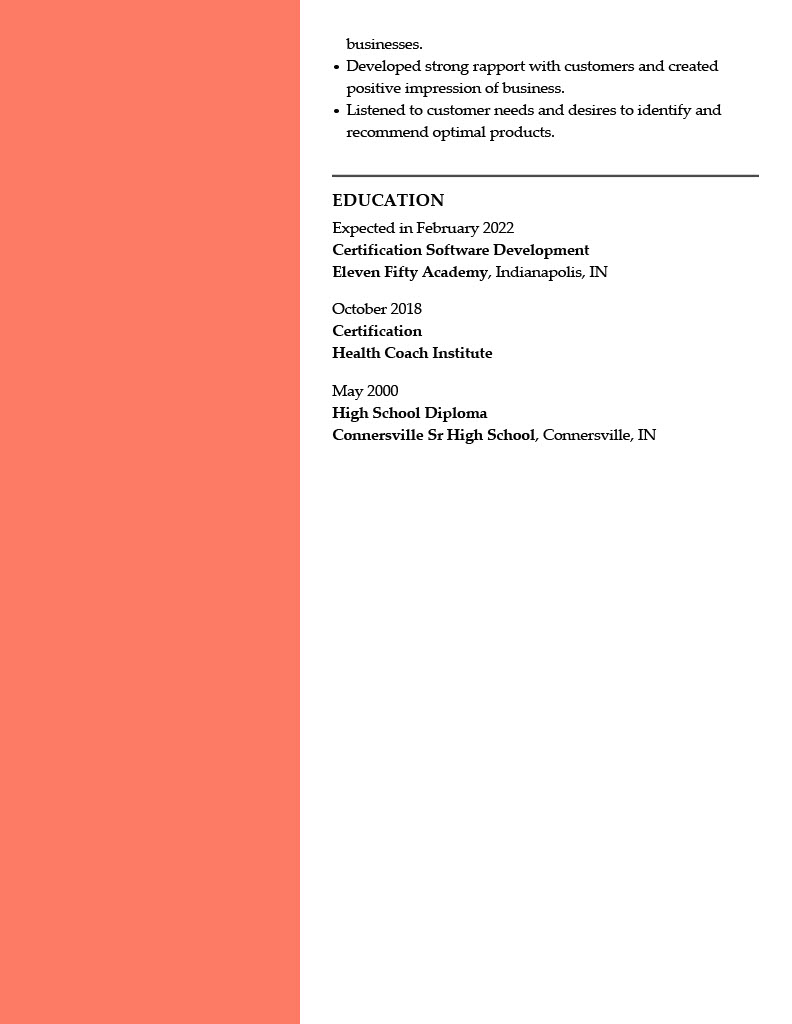 businesses.
• Developed strong rapport with customers and created
positive impression of business.
• Listened to customer needs and desires to identify and
recommend optimal products.
EDUCATION
Expected in February 2022
Certification Software Development
Eleven Fifty Academy, Indianapolis, IN
October 2018
Certification
Health Coach Institute
May 2000
High School Diploma
Connersville Sr High School, Connersville, IN